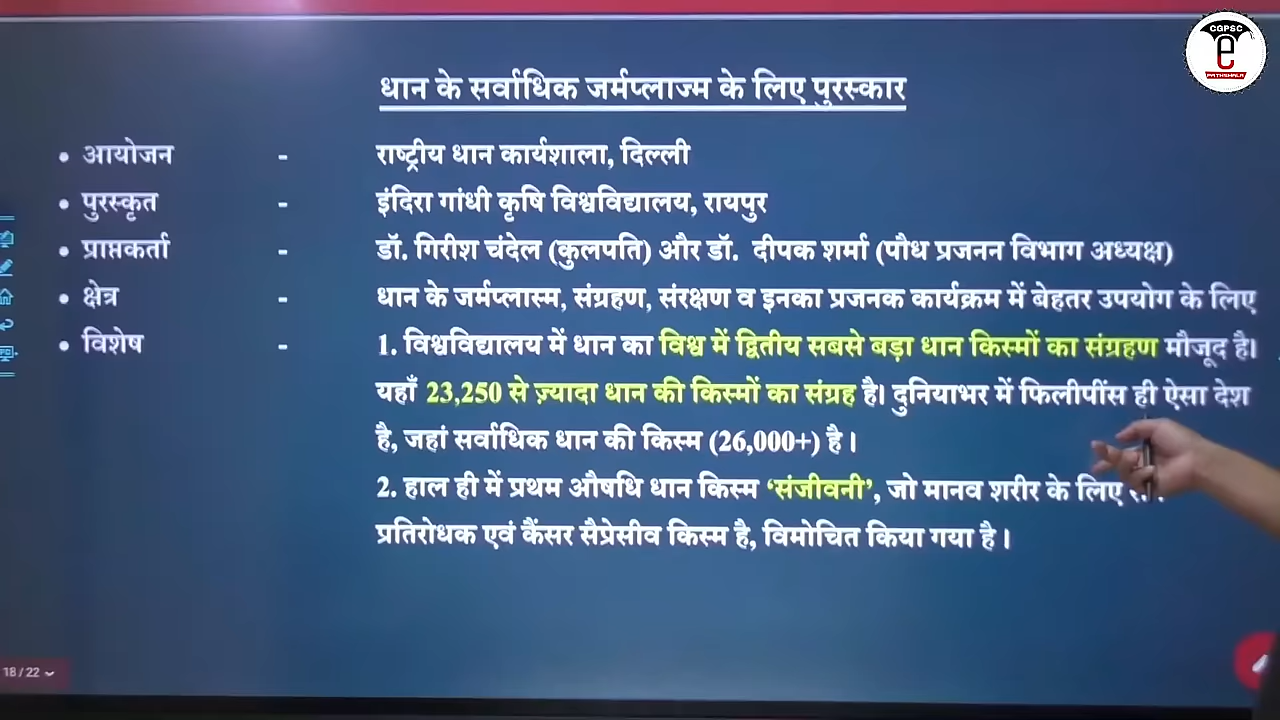 CGPSC
e
PATHSHALA
धान के सर्वाधिक जर्मप्लाज्म के लिए पुरस्कार
• आयोजन - राष्ट्रीय धान कार्यशाला, दिल्ली
• पुरस्कृत - इंदिरा गांधी कृषि विश्वविद्यालय, रायपुर
• प्राप्तकर्ता - डॉ. गिरीश चंदेल (कुलपति) और डॉ. दीपक शर्मा (पौध प्रजनन विभाग अध्यक्ष)
• क्षेत्र - धान के जर्मप्लास्म, संग्रहण, संरक्षण व इनका प्रजनक कार्यक्रम में बेहतर उपयोग के लिए
• विशेष - 1. विश्वविद्यालय में धान का विश्व में द्वितीय सबसे बड़ा धान किस्मों का संग्रहण मौजूद है।
यहाँ 23,250 से ज़्यादा धान की किस्मों का संग्रह है। दुनियाभर में फिलीपींस ही ऐसा देश
है, जहां सर्वाधिक धान की किस्म (26,000+) है ।
2. हाल ही में प्रथम औषधि धान किस्म ‘संजीवनी’, जो मानव शरीर के लिए
प्रतिरोधक एवं कैंसर सैप्रेसीव किस्म है, विमोचित किया गया है ।
18 / 22